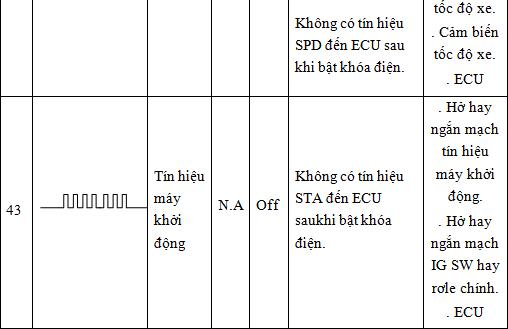 Không có tín hiệu
SPD đến ECU sau
khi bật khóa điện.
tốc độ xe.
. Cảm biến
tốc độ xe.
. ECU
43
Tín hiệu
máy
khởi
động
N.A
Off
Không có tín hiệu
STA đến ECU
saukhi bật khóa
điện.
. Hở hay
ngắn mạch
tín hiệu
máy khởi
động.
. Hở hay
ngắn mạch
IG SW hay
rơle chính.
. ECU